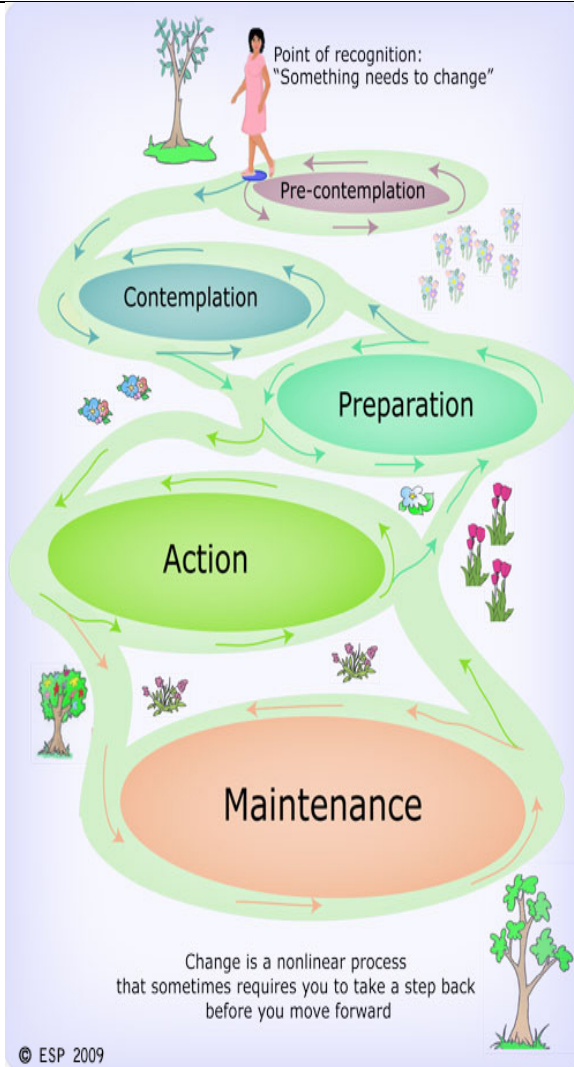 Point of recognition:
“Something needs to change”
Pre-contemplation
Contemplation
Preparation
Action
Maintenance
Change is a nonlinear process
that sometimes requires you to take a step back
before you move forward
© ESP 2009